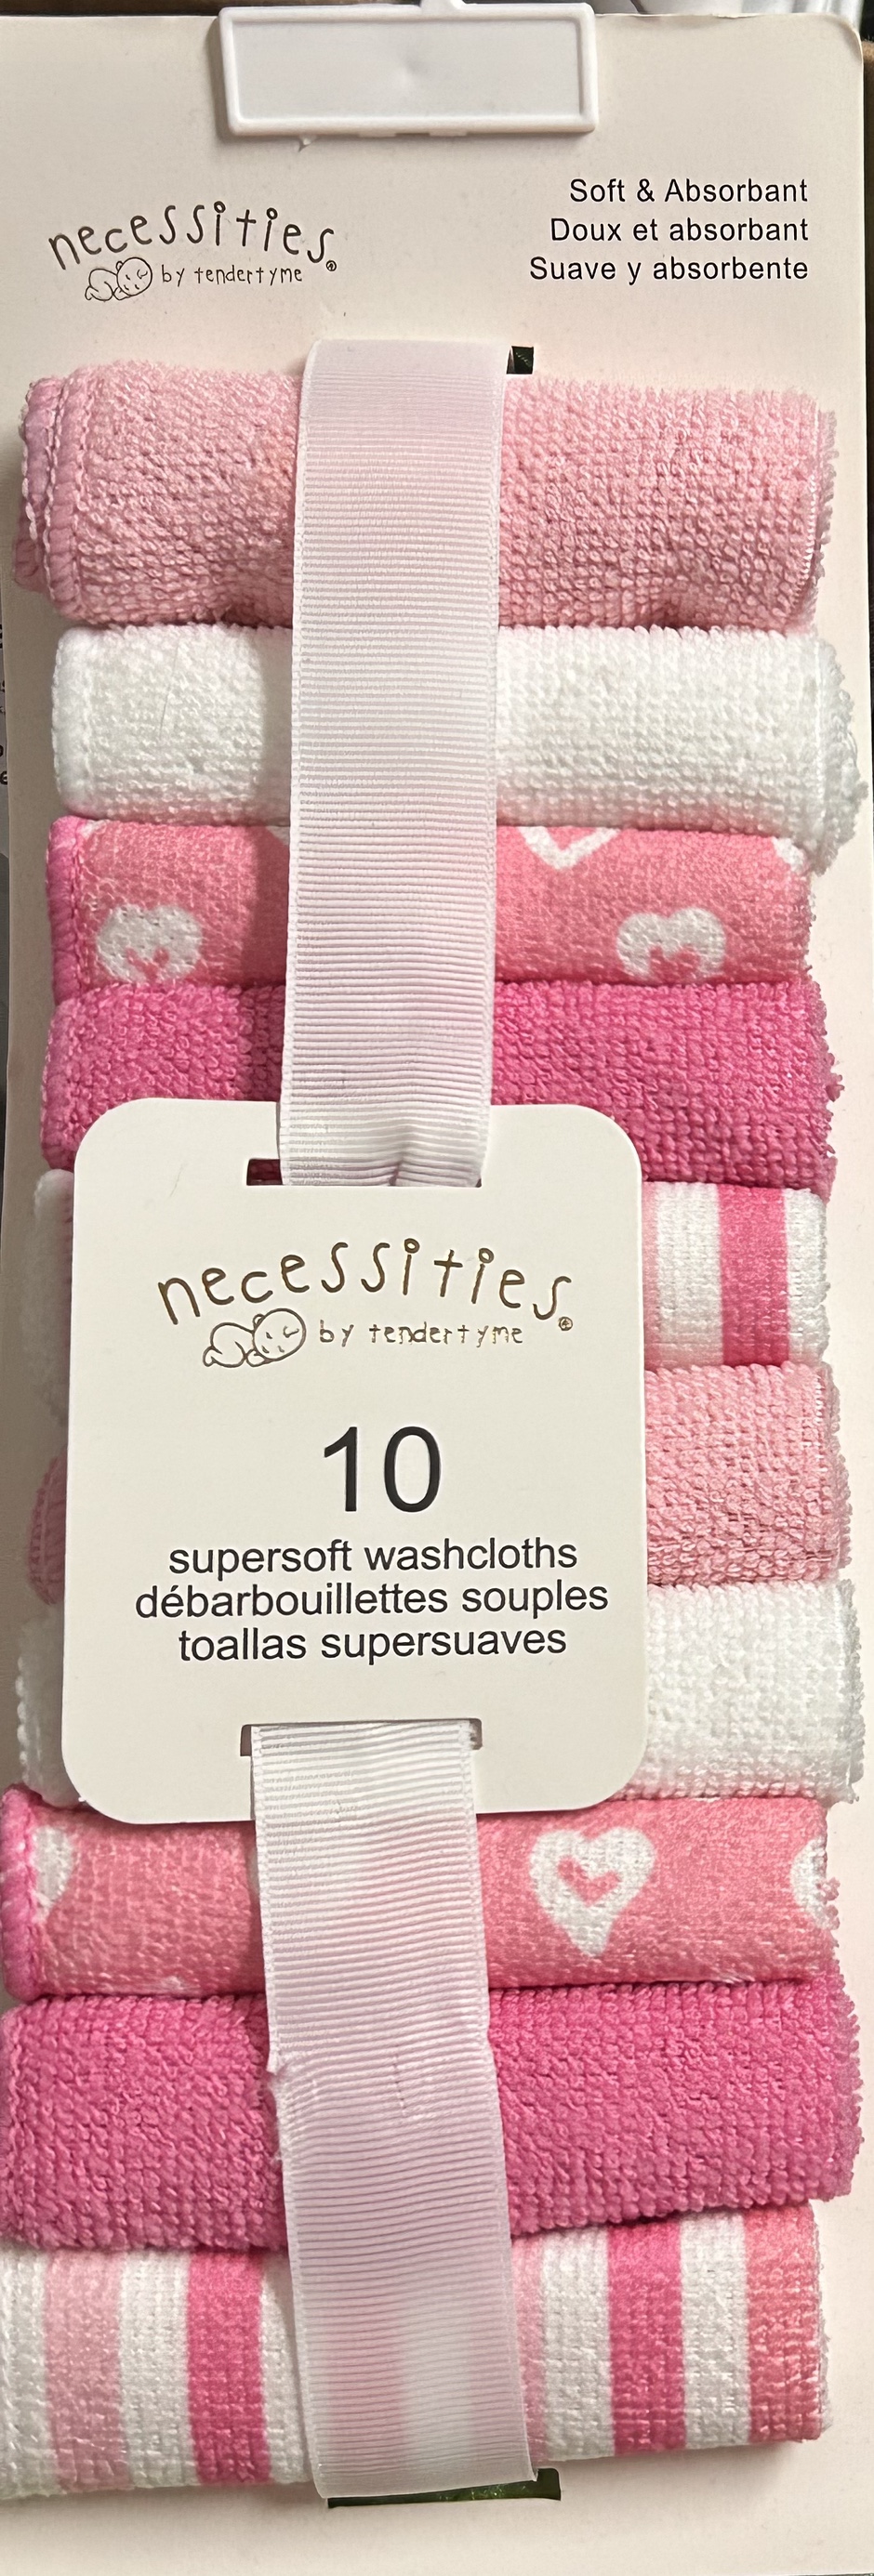 necessities®
by tendertyme
Soft & Absorbant
Doux et absorbant
Suave y absorbente
necessities®
by tendertyme
10
supersoft washcloths
débarbouillettes souples
toallas supersuaves